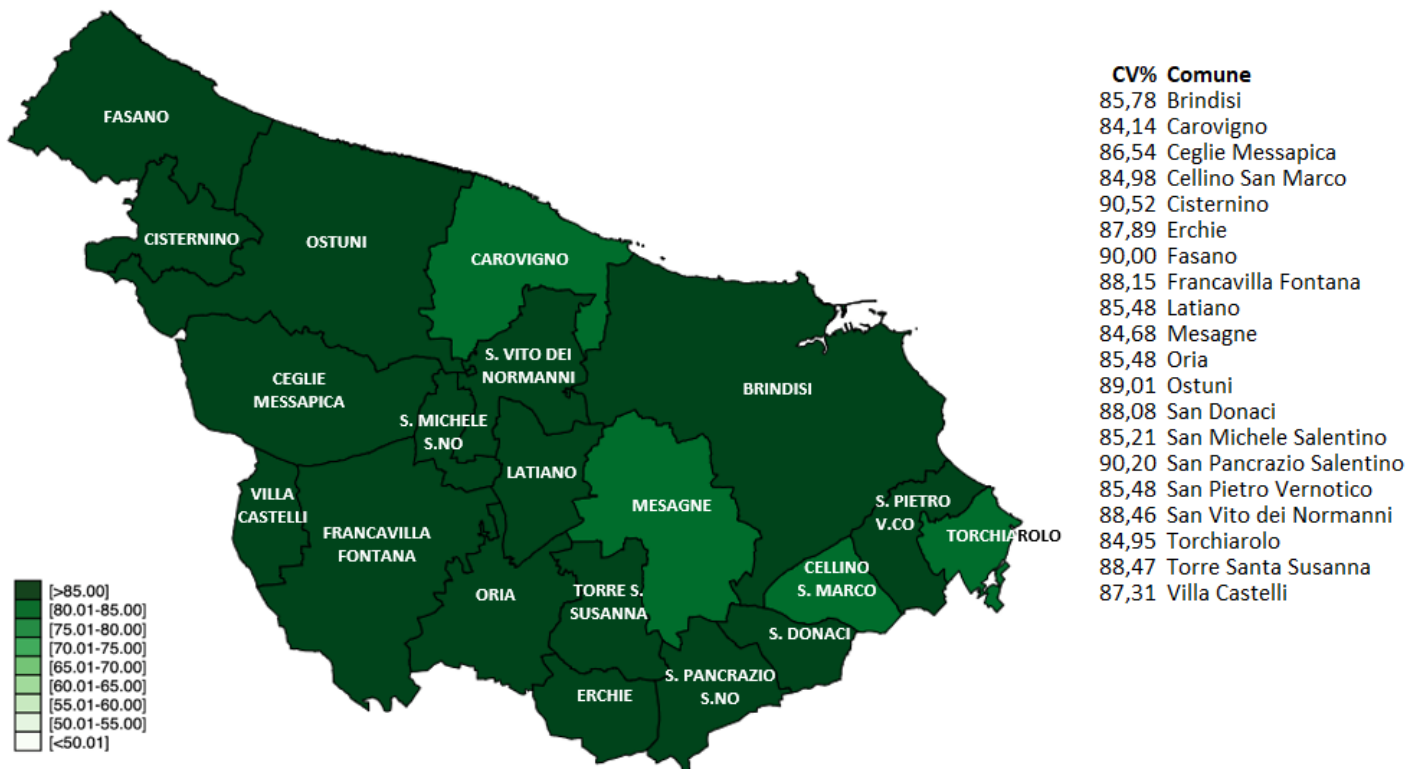 FASANO
CISTERNINO
OSTUNI
CAROVIGNO
S. VITO DEI
NORMANNI
CEGLIE
MESSAPICA
S. MICHELE
S.NO
BRINDISI
LATIANO
VILLA
CASTELLI
FRANCAVILLA
FONTANA
MESAGNE
S. PIETRO
V.CO
TORCHIAROLO
CELLINO
S. MARCO
ORIA
TORRE S.
SUSANNA
S. DONACI
S. PANCRAZIO
S.NO
ERCHIE
[>85.00]
[80.01-85.00]
[75.01-80.00]
[70.01-75.00]
[65.01-70.00]
[60.01-65.00]
[55.01-60.00]
[50.01-55.00]
[<50.01]
CV% Comune
85,78 Brindisi
84,14 Carovigno
86,54 Ceglie Messapica
84,98 Cellino San Marco
90,52 Cisternino
87,89 Erchie
90,00 Fasano
88,15 Francavilla Fontana
85,48 Latiano
84,68 Mesagne
85,48 Oria
89,01 Ostuni
88,08 San Donaci
85,21 San Michele Salentino
90,20 San Pancrazio Salentino
85,48 San Pietro Vernotico
88,46 San Vito dei Normanni
84,95 Torchiarolo
88,47 Torre Santa Susanna
87,31 Villa Castelli